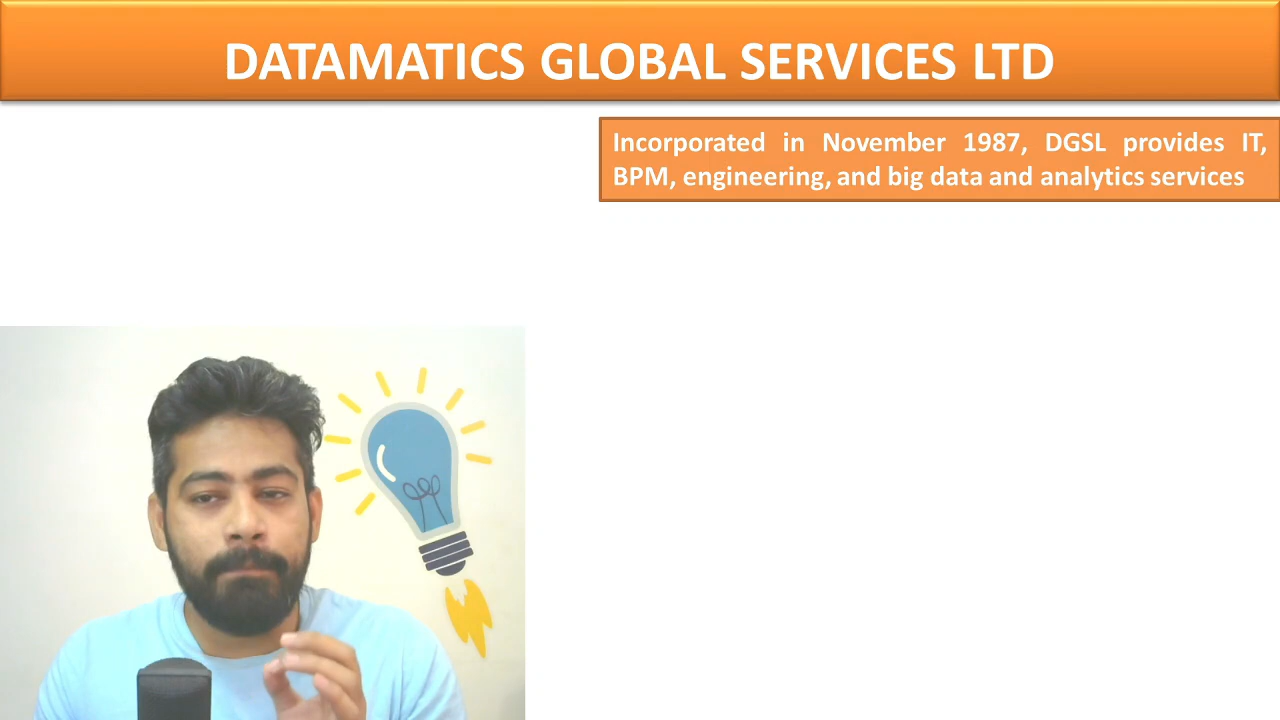 DATAMATICS GLOBAL SERVICES LTD
Incorporated in November 1987, DGSL provides IT,
BPM, engineering, and big data and analytics services